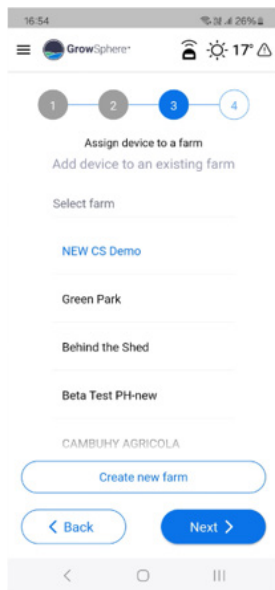 16:54 26%
GrowSphere 17°
1 2 3 4
Assign device to a farm
Add device to an existing farm
Select farm
NEW CS Demo
Green Park
Behind the Shed
Beta Test PH-new
CAMBUHY AGRICOLA
Create new farm
Back Next